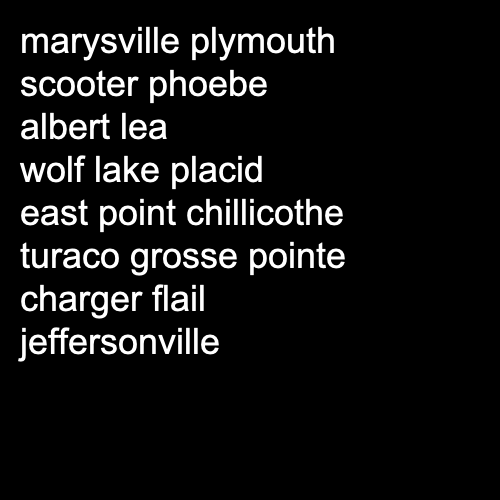 marysville plymouth
scooter phoebe
albert lea
wolf lake placid
east point chillicothe
turaco grosse pointe
charger flail
jeffersonville